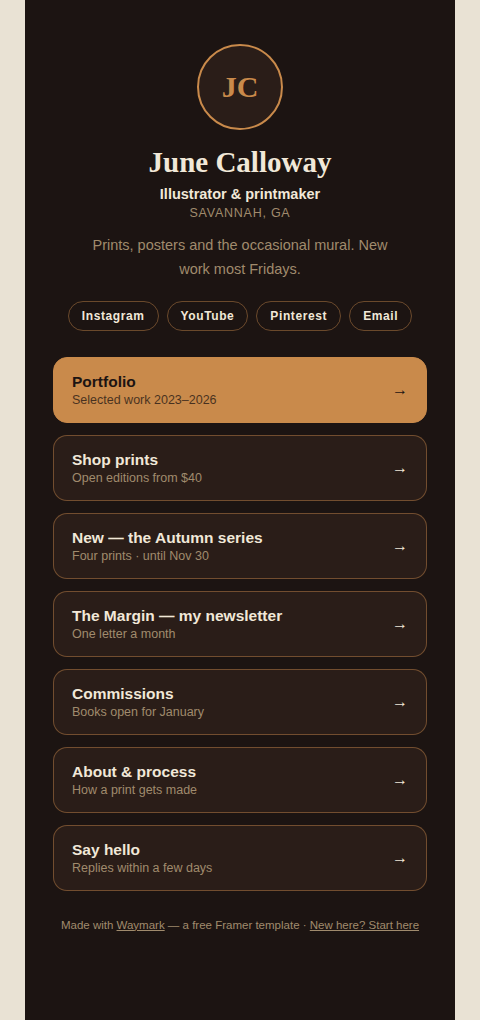 JC
June Calloway
Illustrator & printmaker
SAVANNAH, GA
Prints, posters and the occasional mural. New
work most Fridays.
Instagram YouTube Pinterest Email
Portfolio
Selected work 2023–2026
→
Shop prints
Open editions from $40
→
New — the Autumn series
Four prints · until Nov 30
→
The Margin — my newsletter
One letter a month
→
Commissions
Books open for January
→
About & process
How a print gets made
→
Say hello
Replies within a few days
→
Made with Waymark — a free Framer template · New here? Start here